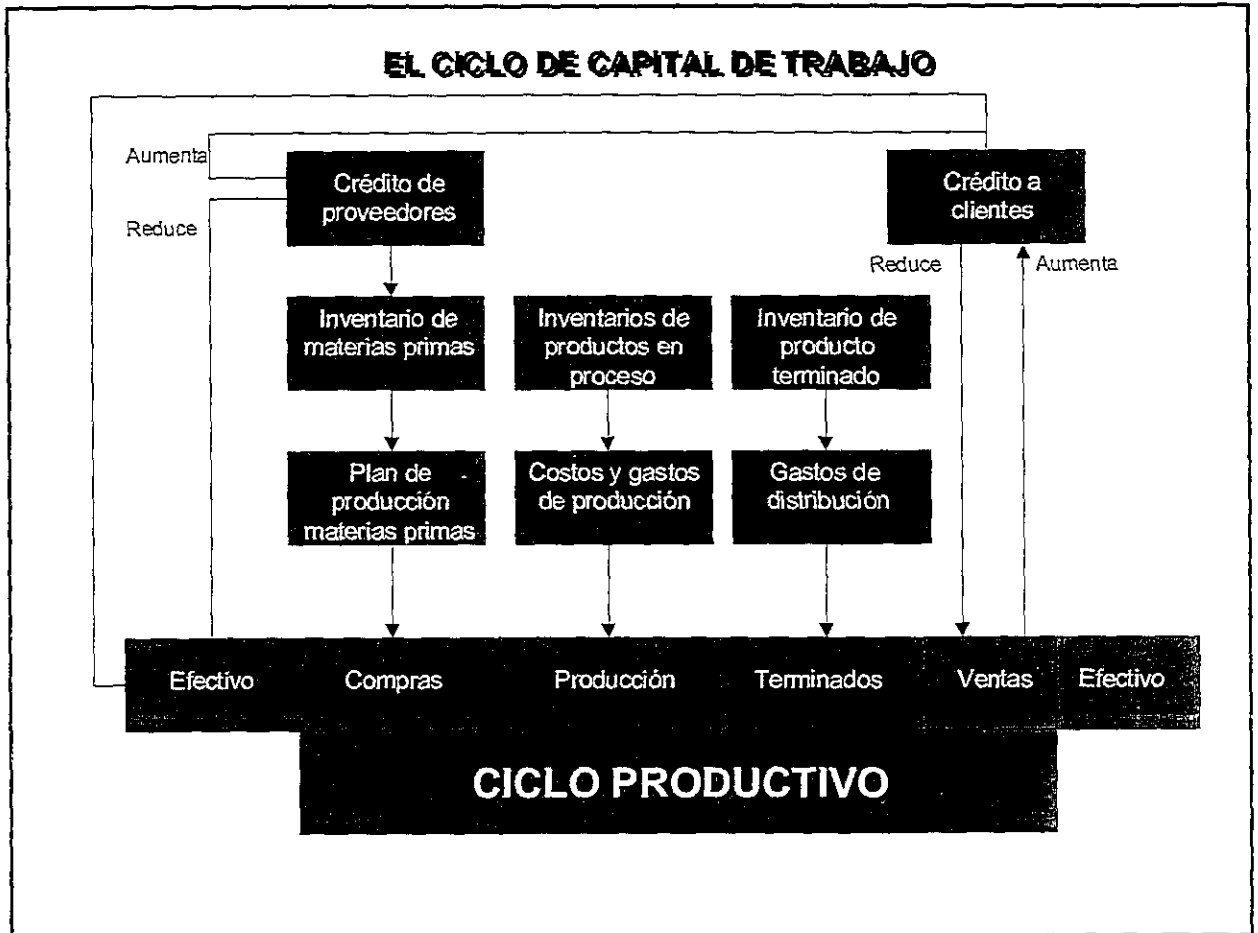 EL CICLO DE CAPITAL DE TRABAJO
Aumenta
Reduce
Crédito de
proveedores
Crédito a
clientes
Reduce
Aumenta
Inventario de
materias primas
Inventarios de
productos en
proceso
Inventario de
producto
terminado
Plan de
producción
materias primas
Costos y gastos
de producción
Gastos de
distribución
Efectivo
Compras
Producción
Terminados
Ventas
Efectivo
CICLO PRODUCTIVO